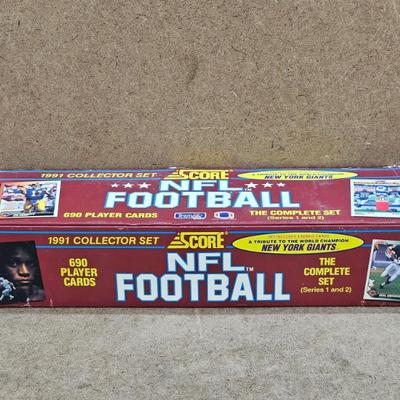 1991 COLLECTOR SET
SCORE
A TRIBUTE TO THE WORLD CHAMPION
NEW YORK GIANTS
NFL™
FOOTBALL
690 PLAYER CARDS
THE COMPLETE SET
(Series 1 and 2)
1991 COLLECTOR SET
SCORE
A TRIBUTE TO THE WORLD CHAMPION
NEW YORK GIANTS
690
PLAYER
CARDS
NFL™
FOOTBALL
THE
COMPLETE
SET
(Series 1 and 2)